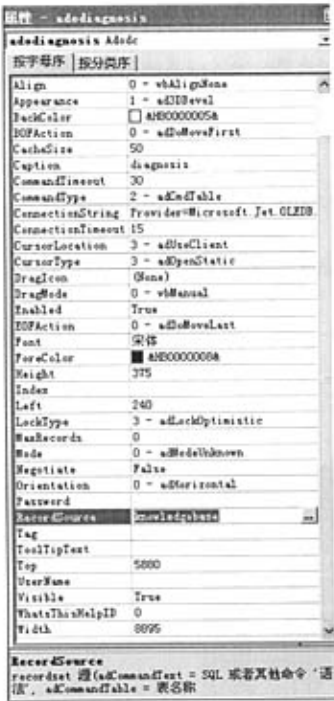 属性 - adodiagnosis
adodiagnosis Adodc
按字母序 按分类序
Align 0 - vbAlignNone
Appearance 1 - ad3DBevel
BackColor &H80000005&
BOFAction 0 - adDoMoveFirst
CacheSize 50
Caption diagnosis
CommandTimeout 30
CommandType 2 - adCmdTable
ConnectionString Provider=Microsoft.Jet.OLEDB.
ConnectionTimeout 15
CursorLocation 3 - adUseClient
CursorType 3 - adOpenStatic
DragIcon (None)
DragMode 0 - vbManual
Enabled True
EOFAction 0 - adDoMoveLast
Font 宋体
ForeColor &H80000008&
Height 375
Index
Left 240
LockType 3 - adLockOptimistic
MaxRecords 0
Mode 0 - adModeUnknown
Negotiate False
Orientation 0 - adHorizontal
Password
RecordSource knowledgebase ...
Tag
ToolTipText
Top 5880
UserName
Visible True
WhatsThisHelpID 0
Width 8895
RecordSource
recordset 源(adCommandText = SQL 或者其他命令 '语
法', adCommandTable = 表名称